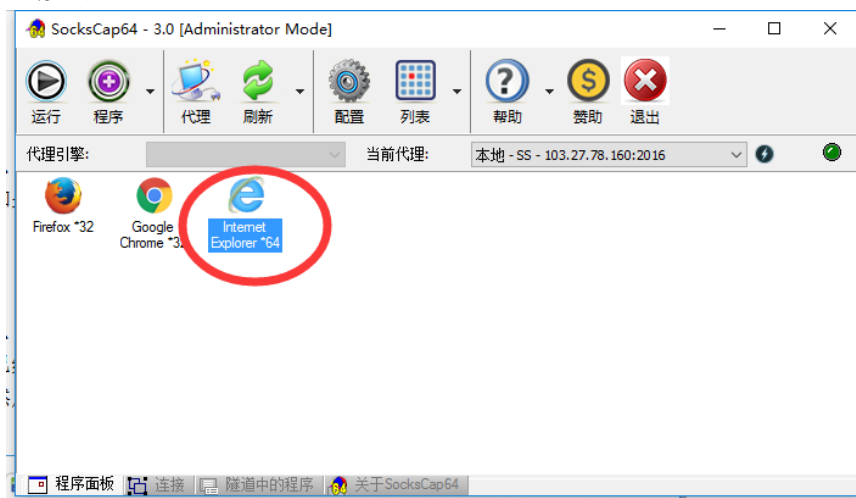 SocksCap64 - 3.0 [Administrator Mode]
运行 程序 代理 刷新 配置 列表 帮助 赞助 退出
代理引擎: 当前代理: 本地 - SS - 103.27.78.160:2016
Firefox *32
Google
Chrome *32
Internet
Explorer *64
程序面板 连接 隧道中的程序 关于SocksCap64